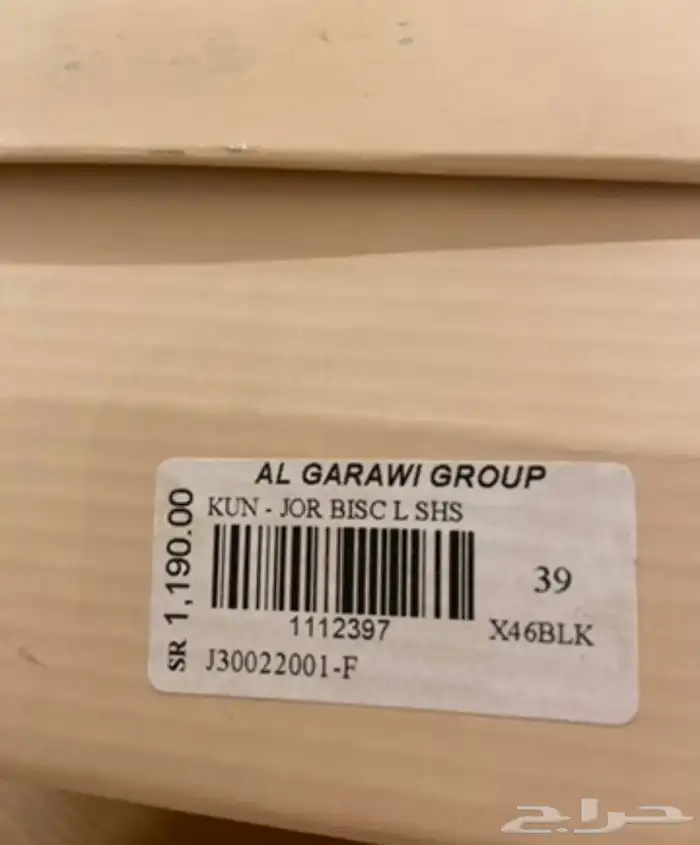 AL GARAWI GROUP
KUN - JOR BISC L SHS
SR 1,190.00
39
1112397
X46BLK
J30022001-F
حراج